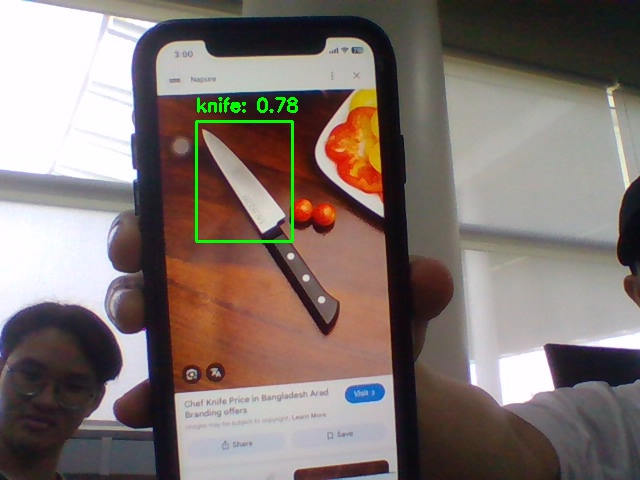 3:00
Napure
knife: 0.78
Chef Knife Price in Bangladesh Arad
Branding offers
Visit
Images may be subject to copyright. Learn More
Share
Save